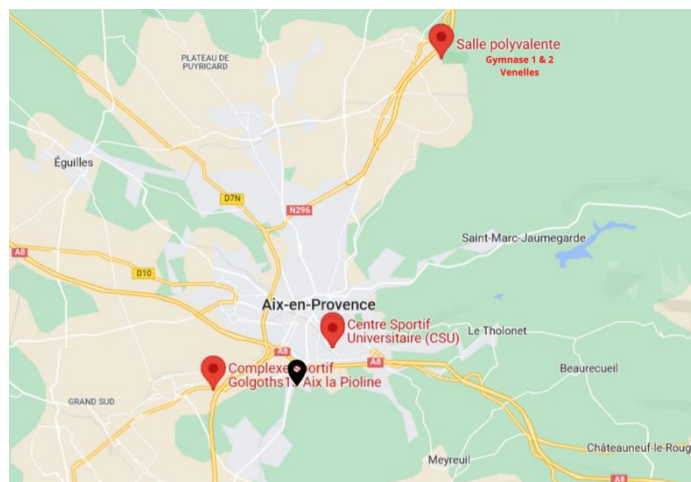 Salle polyvalente
Gymnase 1 & 2
Venelles
PLATEAU DE
PUYRICARD
Éguilles
D7N
N296
Saint-Marc-Jaumegarde
A8
D10
Aix-en-Provence
Centre Sportif
Universitaire (CSU)
Le Tholonet
A8
A8
Beaurecueil
Complexe Sportif
Golgoths13 Aix la Pioline
GRAND SUD
Châteauneuf-le-Roug
Meyreuil